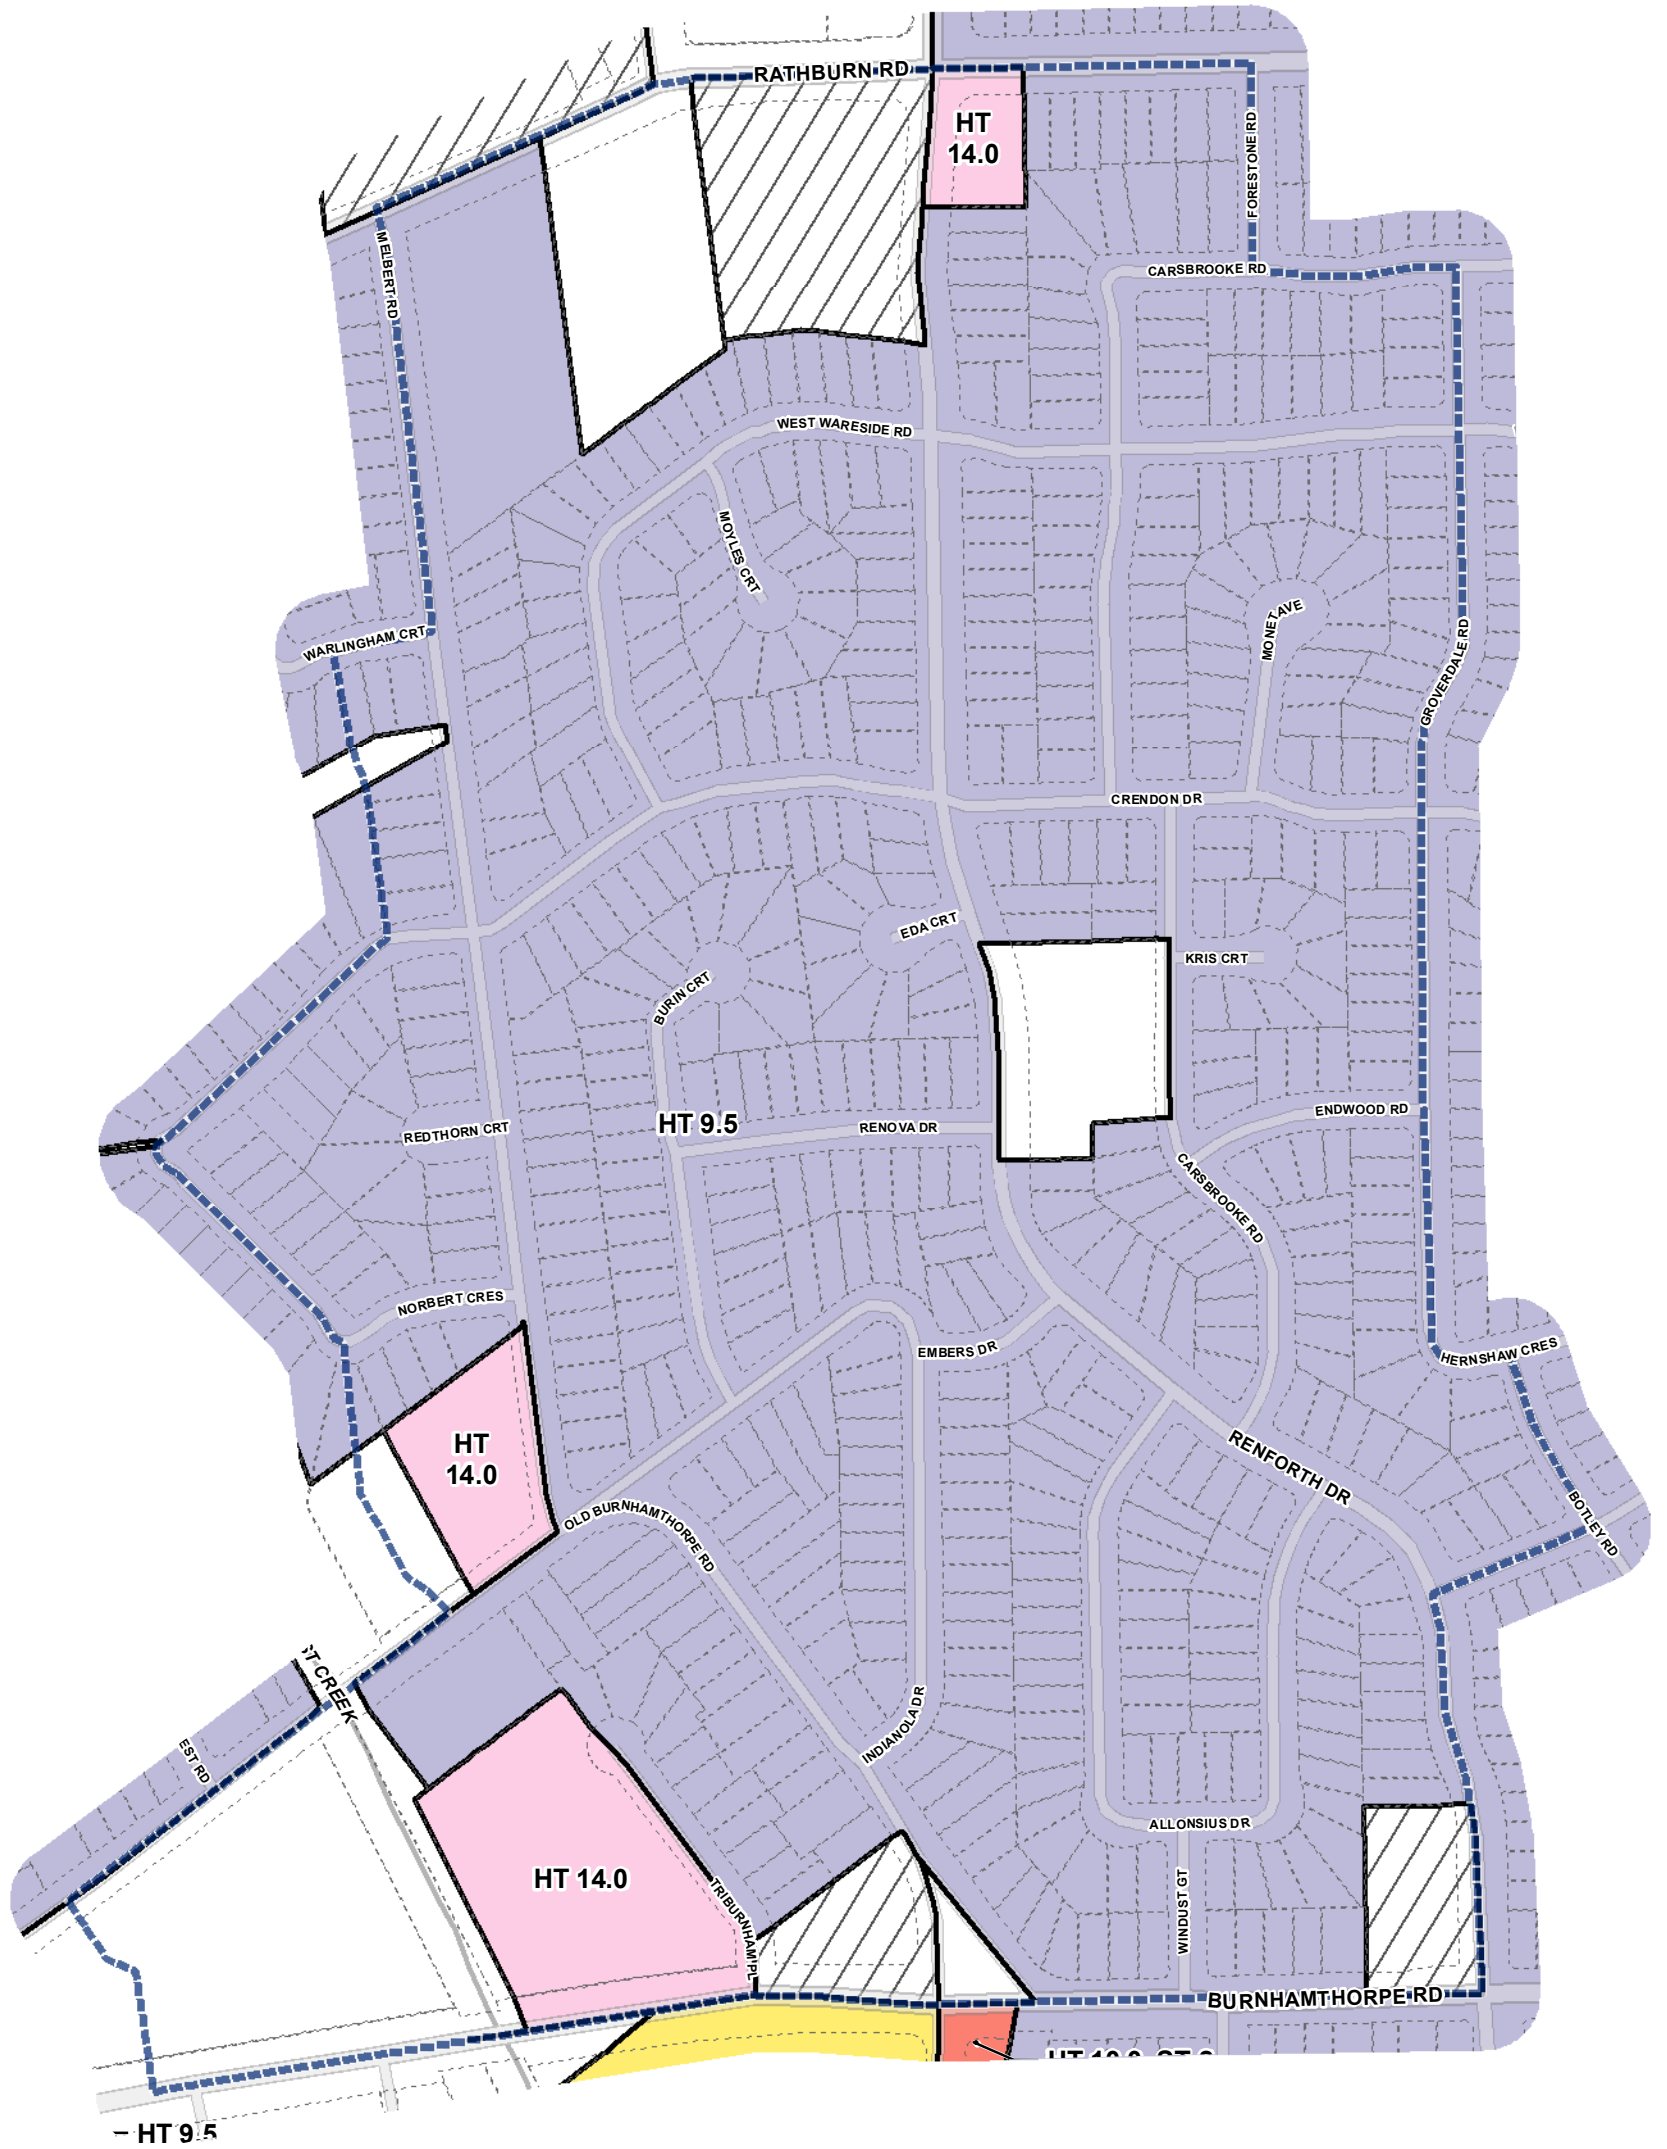 RATHBURN RD
HT
14.0
FORESTONE RD
MELBERT RD
CARSBROOKE RD
WEST WARESIDE RD
MOYLES CRT
MONET AVE
WARLINGHAM CRT
GROVERDALE RD
CRENDON DR
EDA CRT
KRIS CRT
BURIN CRT
HT 9.5
RENOVA DR
ENDWOOD RD
REDTHORN CRT
CARSBROOKE RD
NORBERT CRES
EMBERS DR
HERNSHAW CRES
HT
14.0
RENFORTH DR
OLD BURNHAMTHORPE RD
BOTLEY RD
CREEK
EST RD
INDIANOLA DR
ALLONSIUS DR
HT 14.0
TRIBURNHAM PL
WINDUST GT
BURNHAMTHORPE RD
HT 9.5